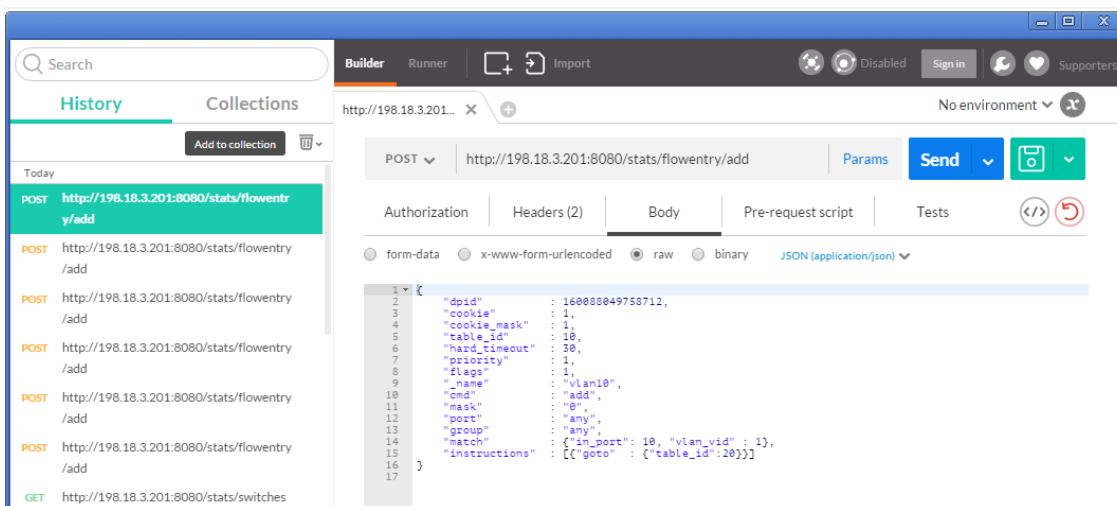 Search
History Collections
Add to collection
Today
POST http://198.18.3.201:8080/stats/flowentr
y/add
POST http://198.18.3.201:8080/stats/flowentry
/add
POST http://198.18.3.201:8080/stats/flowentry
/add
POST http://198.18.3.201:8080/stats/flowentry
/add
POST http://198.18.3.201:8080/stats/flowentry
/add
POST http://198.18.3.201:8080/stats/flowentry
/add
GET http://198.18.3.201:8080/stats/switches
Builder Runner Import Disabled Sign in Supporters
http://198.18.3.201... No environment x
POST http://198.18.3.201:8080/stats/flowentry/add Params Send
Authorization Headers (2) Body Pre-request script Tests </>
form-data x-www-form-urlencoded raw binary JSON (application/json)
1 {
2 "dpid" : 160088049758712,
3 "cookie" : 1,
4 "cookie_mask" : 1,
5 "table_id" : 10,
6 "hard_timeout" : 30,
7 "priority" : 1,
8 "flags" : 1,
9 "_name" : "vlan10",
10 "cmd" : "add",
11 "mask" : "0",
12 "port" : "any",
13 "group" : "any",
14 "match" : {"in_port": 10, "vlan_vid" : 1},
15 "instructions" : [{"goto" : {"table_id":20}}]
16 }
17